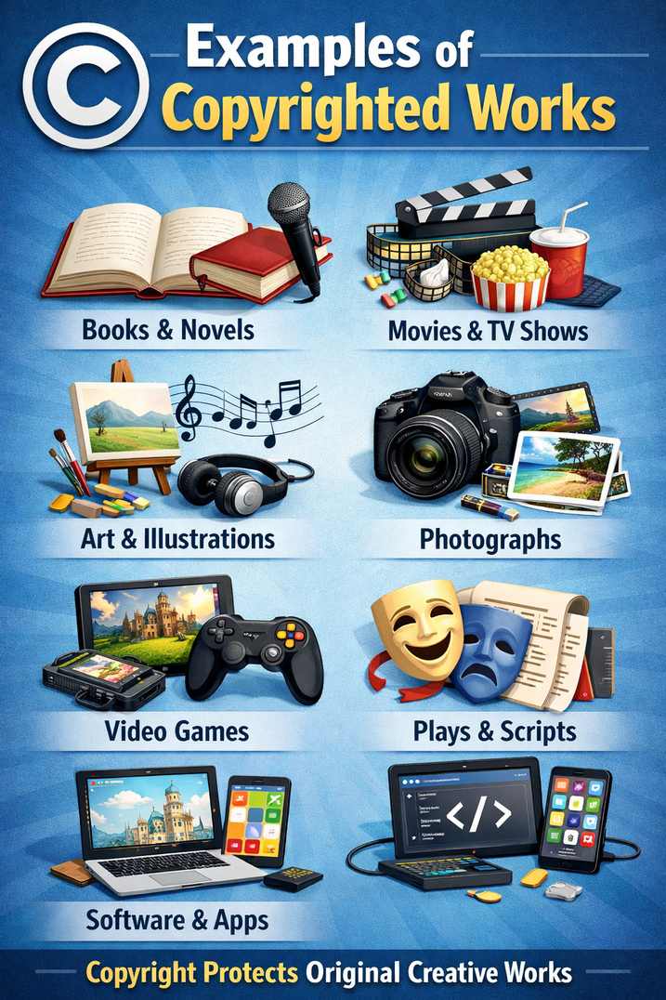 ©
Examples of
Copyrighted Works
Books & Novels
Movies & TV Shows
Art & Illustrations
Photographs
Video Games
Plays & Scripts
</>
Software & Apps
Copyright Protects Original Creative Works